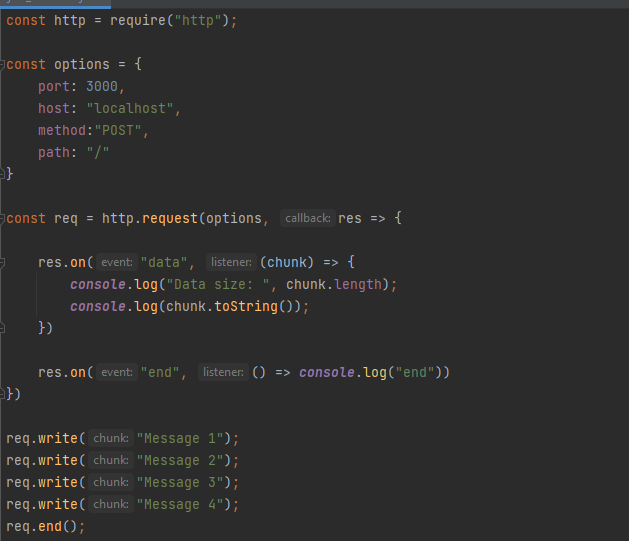 const http = require("http");
const options = {
port: 3000,
host: "localhost",
method:"POST",
path: "/"
}
const req = http.request(options, callback: res => {
res.on( event: "data", listener: (chunk) => {
console.log("Data size: ", chunk.length);
console.log(chunk.toString());
})
res.on( event: "end", listener: () => console.log("end"))
})
req.write( chunk: "Message 1");
req.write( chunk: "Message 2");
req.write( chunk: "Message 3");
req.write( chunk: "Message 4");
req.end();